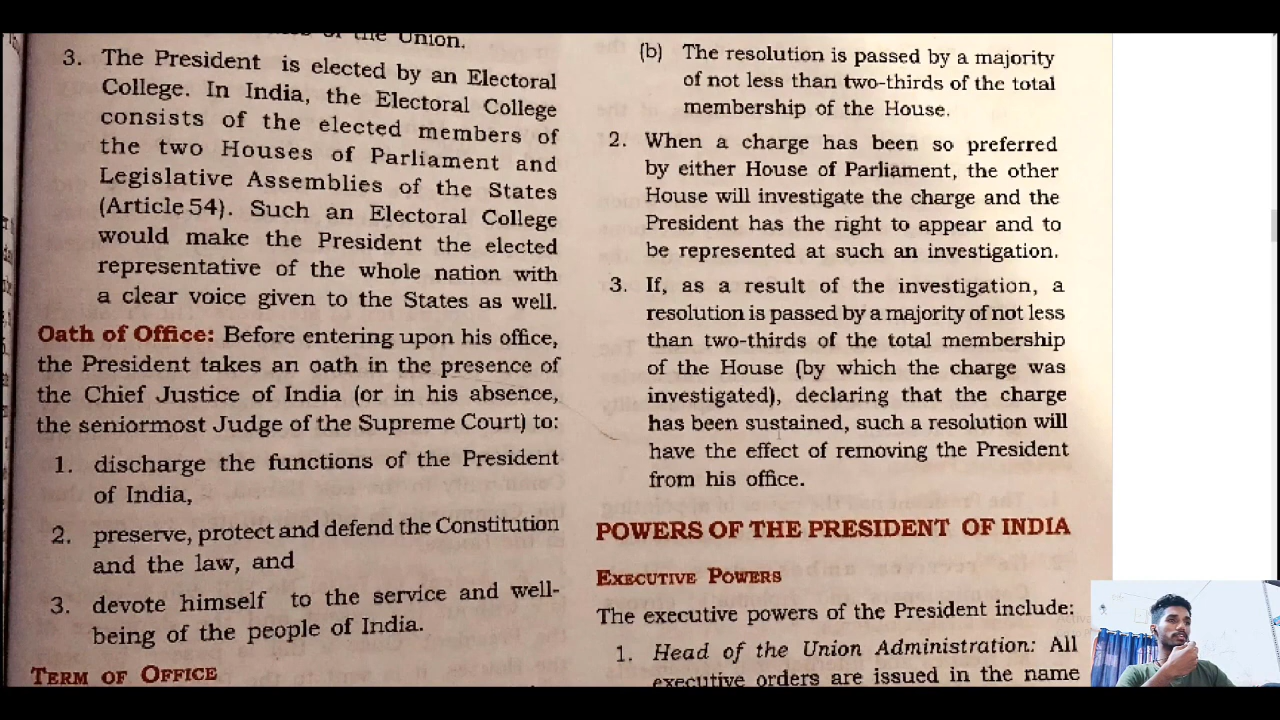 of the Union.
3. The President is elected by an Electoral
College. In India, the Electoral College
consists of the elected members of
the two Houses of Parliament and
Legislative Assemblies of the States
(Article 54). Such an Electoral College
would make the President the elected
representative of the whole nation with
a clear voice given to the States as well.
Oath of Office: Before entering upon his office,
the President takes an oath in the presence of
the Chief Justice of India (or in his absence,
the seniormost Judge of the Supreme Court) to:
1. discharge the functions of the President
of India,
2. preserve, protect and defend the Constitution
and the law, and
3. devote himself to the service and well-
being of the people of India.
TERM OF OFFICE
(b) The resolution is passed by a majority
of not less than two-thirds of the total
membership of the House.
2. When a charge has been so preferred
by either House of Parliament, the other
House will investigate the charge and the
President has the right to appear and to
be represented at such an investigation.
3. If, as a result of the investigation, a
resolution is passed by a majority of not less
than two-thirds of the total membership
of the House (by which the charge was
investigated), declaring that the charge
has been sustained, such a resolution will
have the effect of removing the President
from his office.
POWERS OF THE PRESIDENT OF INDIA
EXECUTIVE POWERS
The executive powers of the President include:
1. Head of the Union Administration: All
executive orders are issued in the name